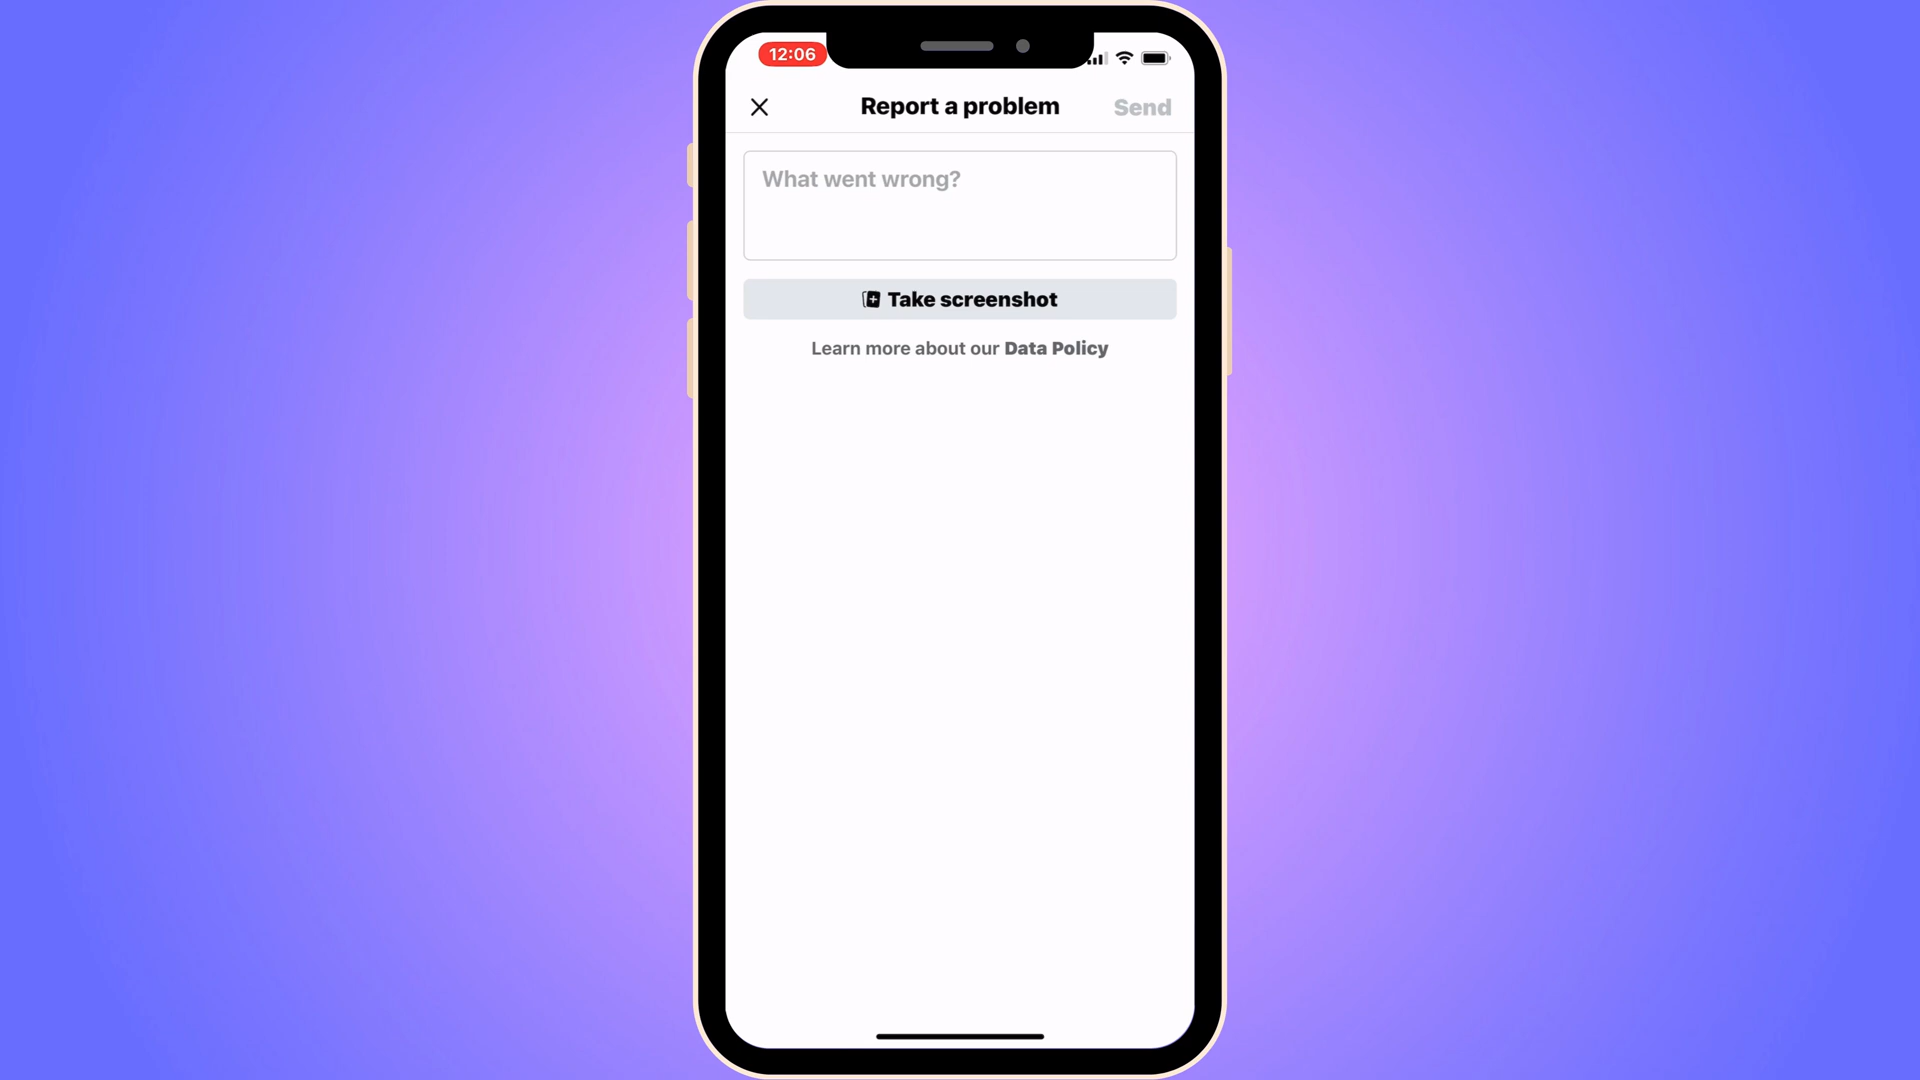 12:06
Report a problem
Send
What went wrong?
Take screenshot
Learn more about our Data Policy